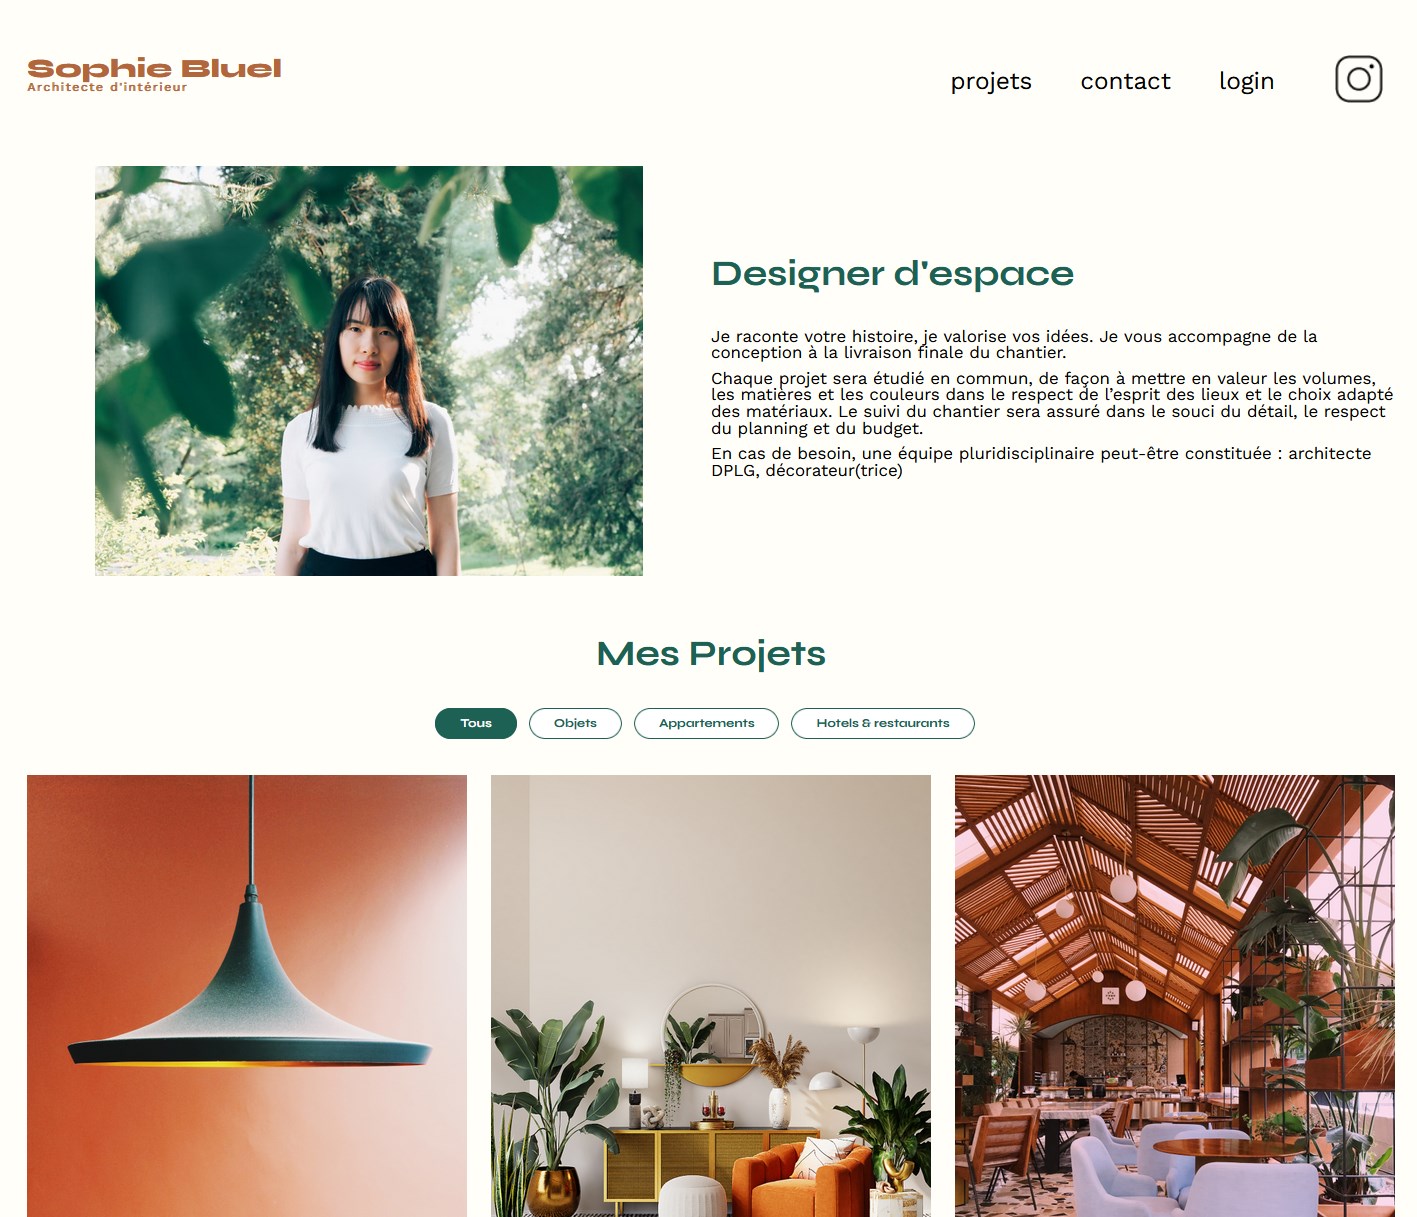 Sophie Bluel
Architecte d'intérieur
projets contact login
Designer d'espace
Je raconte votre histoire, je valorise vos idées. Je vous accompagne de la
conception à la livraison finale du chantier.
Chaque projet sera étudié en commun, de façon à mettre en valeur les volumes,
les matières et les couleurs dans le respect de l’esprit des lieux et le choix adapté
des matériaux. Le suivi du chantier sera assuré dans le souci du détail, le respect
du planning et du budget.
En cas de besoin, une équipe pluridisciplinaire peut-être constituée : architecte
DPLG, décorateur(trice)
Mes Projets
Tous Objets Appartements Hotels & restaurants